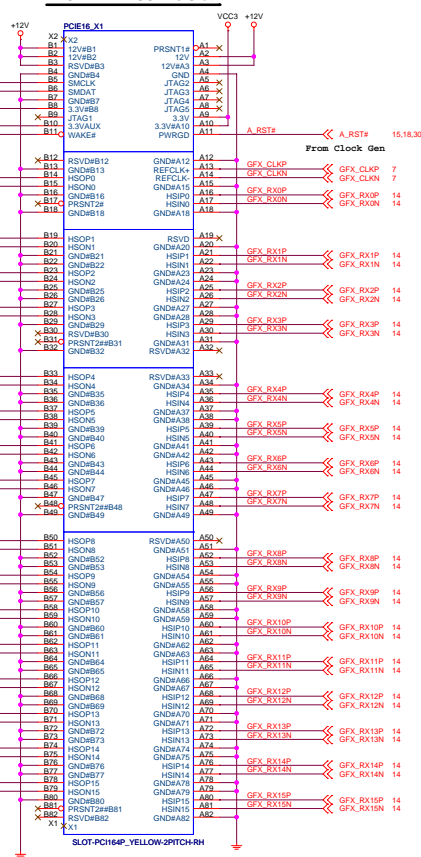 +12V PCIE16_X1 VCC3 +12V
X2 X2
B1 12V#B1 PRSNT1# A1
B2 12V#B2 12V A2
B3 RSVD#B3 12V#A3 A3
B4 GND#B4 GND A4
B5 SMCLK JTAG2 A5
B6 SMDAT JTAG3 A6
B7 GND#B7 JTAG4 A7
B8 3.3V#B8 JTAG5 A8
B9 JTAG1 3.3V A9
B10 3.3VAUX 3.3V#A10 A10
B11 WAKE# PWRGD A11 A_RST# A_RST# 15,18,30
From Clock Gen
B12 RSVD#B12 GND#A12 A12
B13 GND#B13 REFCLK+ A13 GFX_CLKP GFX_CLKP 7
B14 HSOP0 REFCLK- A14 GFX_CLKN GFX_CLKN 7
B15 HSON0 GND#A15 A15
B16 GND#B16 HSIP0 A16 GFX_RX0P GFX_RX0P 14
B17 PRSNT2# HSIN0 A17 GFX_RX0N GFX_RX0N 14
B18 GND#B18 GND#A18 A18
B19 HSOP1 RSVD A19
B20 HSON1 GND#A20 A20
B21 GND#B21 HSIP1 A21 GFX_RX1P GFX_RX1P 14
B22 GND#B22 HSIN1 A22 GFX_RX1N GFX_RX1N 14
B23 HSOP2 GND#A23 A23
B24 HSON2 GND#A24 A24
B25 GND#B25 HSIP2 A25 GFX_RX2P GFX_RX2P 14
B26 GND#B26 HSIN2 A26 GFX_RX2N GFX_RX2N 14
B27 HSOP3 GND#A27 A27
B28 HSON3 GND#A28 A28
B29 GND#B29 HSIP3 A29 GFX_RX3P GFX_RX3P 14
B30 RSVD#B30 HSIN3 A30 GFX_RX3N GFX_RX3N 14
B31 PRSNT2##B31 GND#A31 A31
B32 GND#B32 RSVD#A32 A32
B33 HSOP4 RSVD#A33 A33
B34 HSON4 GND#A34 A34
B35 GND#B35 HSIP4 A35 GFX_RX4P GFX_RX4P 14
B36 GND#B36 HSIN4 A36 GFX_RX4N GFX_RX4N 14
B37 HSOP5 GND#A37 A37
B38 HSON5 GND#A38 A38
B39 GND#B39 HSIP5 A39 GFX_RX5P GFX_RX5P 14
B40 GND#B40 HSIN5 A40 GFX_RX5N GFX_RX5N 14
B41 HSOP6 GND#A41 A41
B42 HSON6 GND#A42 A42
B43 GND#B43 HSIP6 A43 GFX_RX6P GFX_RX6P 14
B44 GND#B44 HSIN6 A44 GFX_RX6N GFX_RX6N 14
B45 HSOP7 GND#A45 A45
B46 HSON7 GND#A46 A46
B47 GND#B47 HSIP7 A47 GFX_RX7P GFX_RX7P 14
B48 PRSNT2##B48 HSIN7 A48 GFX_RX7N GFX_RX7N 14
B49 GND#B49 GND#A49 A49
B50 HSOP8 RSVD#A50 A50
B51 HSON8 GND#A51 A51
B52 GND#B52 HSIP8 A52 GFX_RX8P GFX_RX8P 14
B53 GND#B53 HSIN8 A53 GFX_RX8N GFX_RX8N 14
B54 HSOP9 GND#A54 A54
B55 HSON9 GND#A55 A55
B56 GND#B56 HSIP9 A56 GFX_RX9P GFX_RX9P 14
B57 GND#B57 HSIN9 A57 GFX_RX9N GFX_RX9N 14
B58 HSOP10 GND#A58 A58
B59 HSON10 GND#A59 A59
B60 GND#B60 HSIP10 A60 GFX_RX10P GFX_RX10P 14
B61 GND#B61 HSIN10 A61 GFX_RX10N GFX_RX10N 14
B62 HSOP11 GND#A62 A62
B63 HSON11 GND#A63 A63
B64 GND#B64 HSIP11 A64 GFX_RX11P GFX_RX11P 14
B65 GND#B65 HSIN11 A65 GFX_RX11N GFX_RX11N 14
B66 HSOP12 GND#A66 A66
B67 HSON12 GND#A67 A67
B68 GND#B68 HSIP12 A68 GFX_RX12P GFX_RX12P 14
B69 GND#B69 HSIN12 A69 GFX_RX12N GFX_RX12N 14
B70 HSOP13 GND#A70 A70
B71 HSON13 GND#A71 A71
B72 GND#B72 HSIP13 A72 GFX_RX13P GFX_RX13P 14
B73 GND#B73 HSIN13 A73 GFX_RX13N GFX_RX13N 14
B74 HSOP14 GND#A74 A74
B75 HSON14 GND#A75 A75
B76 GND#B76 HSIP14 A76 GFX_RX14P GFX_RX14P 14
B77 GND#B77 HSIN14 A77 GFX_RX14N GFX_RX14N 14
B78 HSOP15 GND#A78 A78
B79 HSON15 GND#A79 A79
B80 GND#B80 HSIP15 A80 GFX_RX15P GFX_RX15P 14
B81 PRSNT2##B81 HSIN15 A81 GFX_RX15N GFX_RX15N 14
B82 RSVD#B82 GND#A82 A82
X1 X1
SLOT-PCI164P_YELLOW-2PITCH-RH